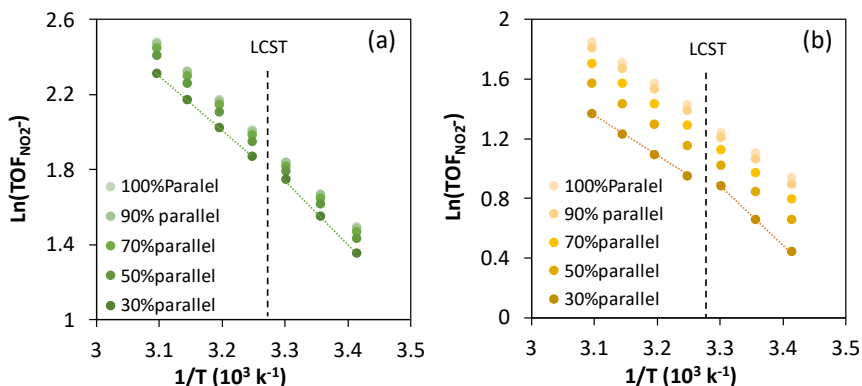 2.6
2.2
1.8
1.4
1
Ln(TOF_NO2-)
(a)
LCST
100%Paralel
90% parallel
70%parallel
50%parallel
30%parallel
3 3.1 3.2 3.3 3.4 3.5
1/T (10³ k⁻¹)
2
1.6
1.2
0.8
0.4
0
Ln(TOF_NO2-)
(b)
LCST
100%Paralel
90% parallel
70%parallel
50%parallel
30%parallel
3 3.1 3.2 3.3 3.4 3.5
1/T (10³ k⁻¹)